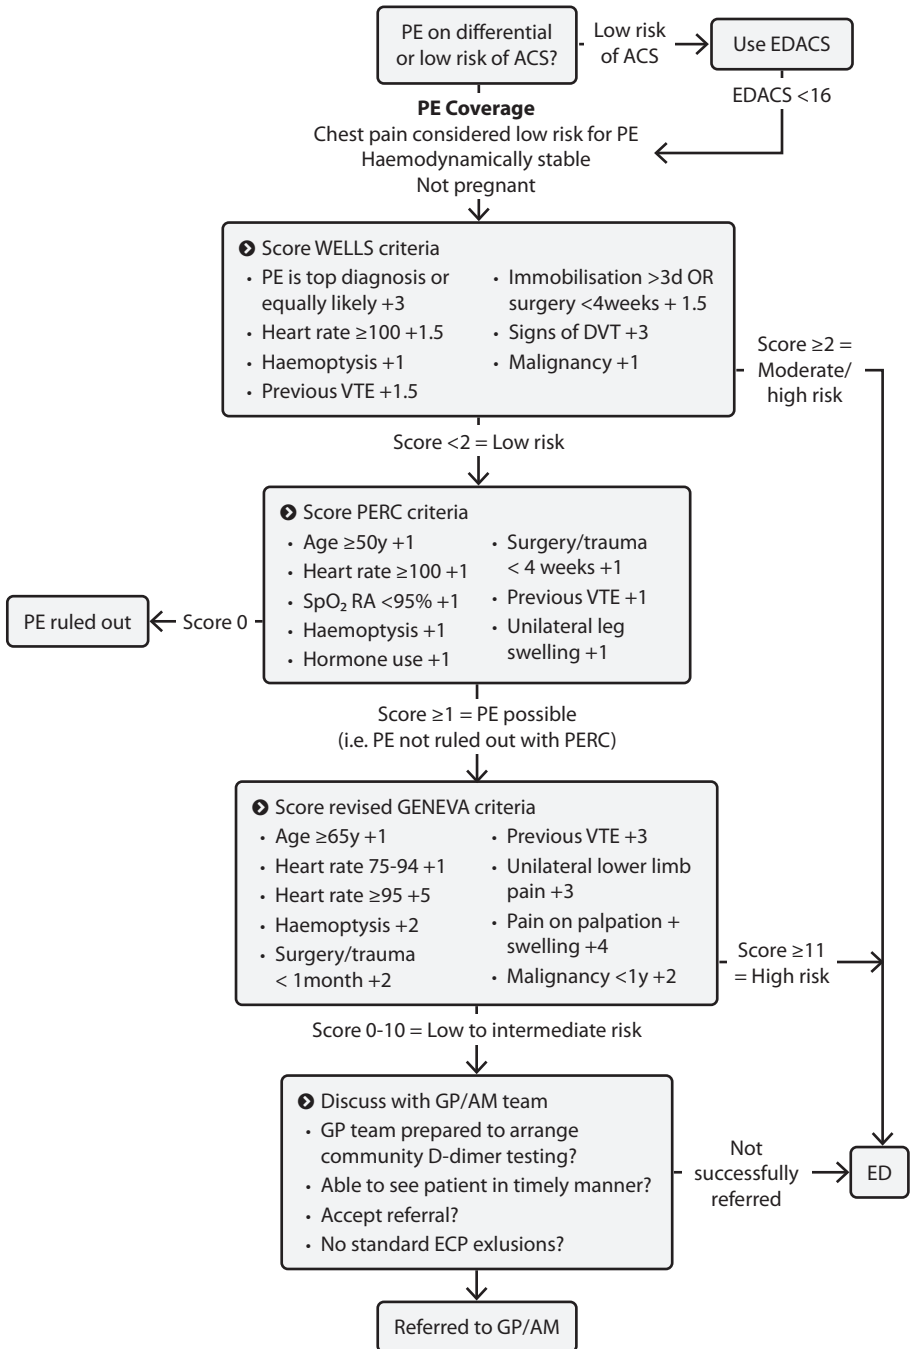 PE on differential
or low risk of ACS?
Low risk
of ACS
Use EDACS
EDACS <16
PE Coverage
Chest pain considered low risk for PE
Haemodynamically stable
Not pregnant
Score WELLS criteria
• PE is top diagnosis or
equally likely +3
• Heart rate ≥100 +1.5
• Haemoptysis +1
• Previous VTE +1.5
• Immobilisation >3d OR
surgery <4weeks + 1.5
• Signs of DVT +3
• Malignancy +1
Score ≥2 =
Moderate/
high risk
Score <2 = Low risk
Score PERC criteria
• Age ≥50y +1
• Heart rate ≥100 +1
• SpO₂ RA <95% +1
• Haemoptysis +1
• Hormone use +1
• Surgery/trauma
< 4 weeks +1
• Previous VTE +1
• Unilateral leg
swelling +1
Score 0
PE ruled out
Score ≥1 = PE possible
(i.e. PE not ruled out with PERC)
Score revised GENEVA criteria
• Age ≥65y +1
• Heart rate 75-94 +1
• Heart rate ≥95 +5
• Haemoptysis +2
• Surgery/trauma
< 1month +2
• Previous VTE +3
• Unilateral lower limb
pain +3
• Pain on palpation +
swelling +4
• Malignancy <1y +2
Score ≥11
= High risk
Score 0-10 = Low to intermediate risk
Discuss with GP/AM team
• GP team prepared to arrange
community D-dimer testing?
• Able to see patient in timely manner?
• Accept referral?
• No standard ECP exlusions?
Not
successfully
referred
ED
Referred to GP/AM